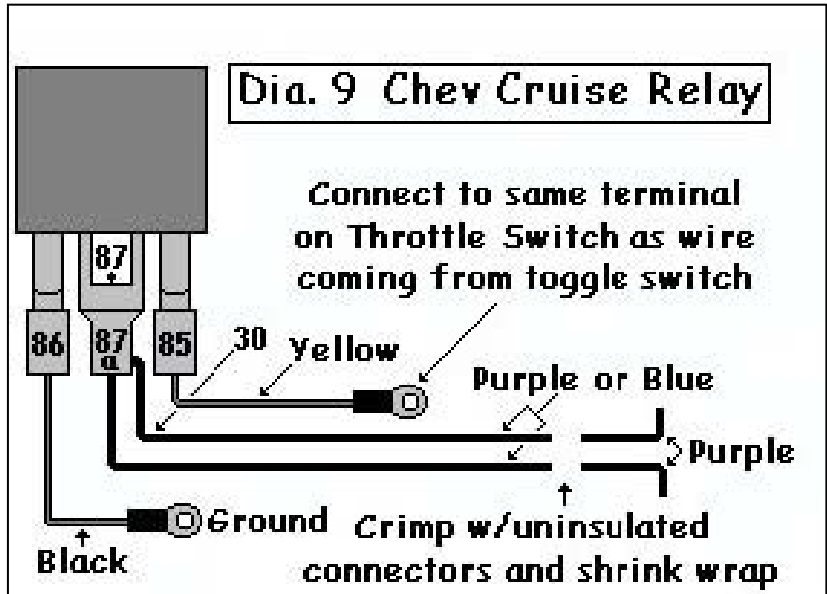 Dia. 9 Chev Cruise Relay
Connect to same terminal
on Throttle Switch as wire
coming from toggle switch
87
86
87
a
85
30
Yellow
Purple or Blue
Purple
Ground
Black
Crimp w/uninsulated
connectors and shrink wrap